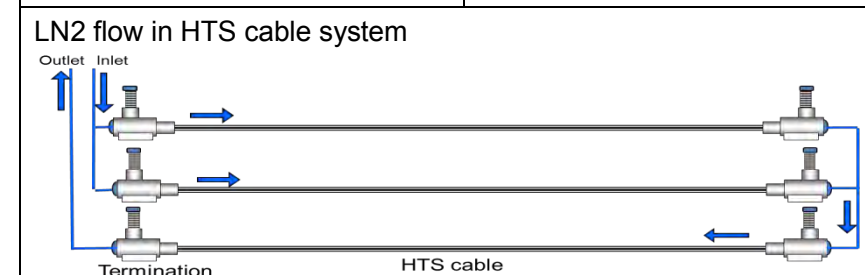 LN2 flow in HTS cable system
Outlet Inlet
HTS cable
Termination